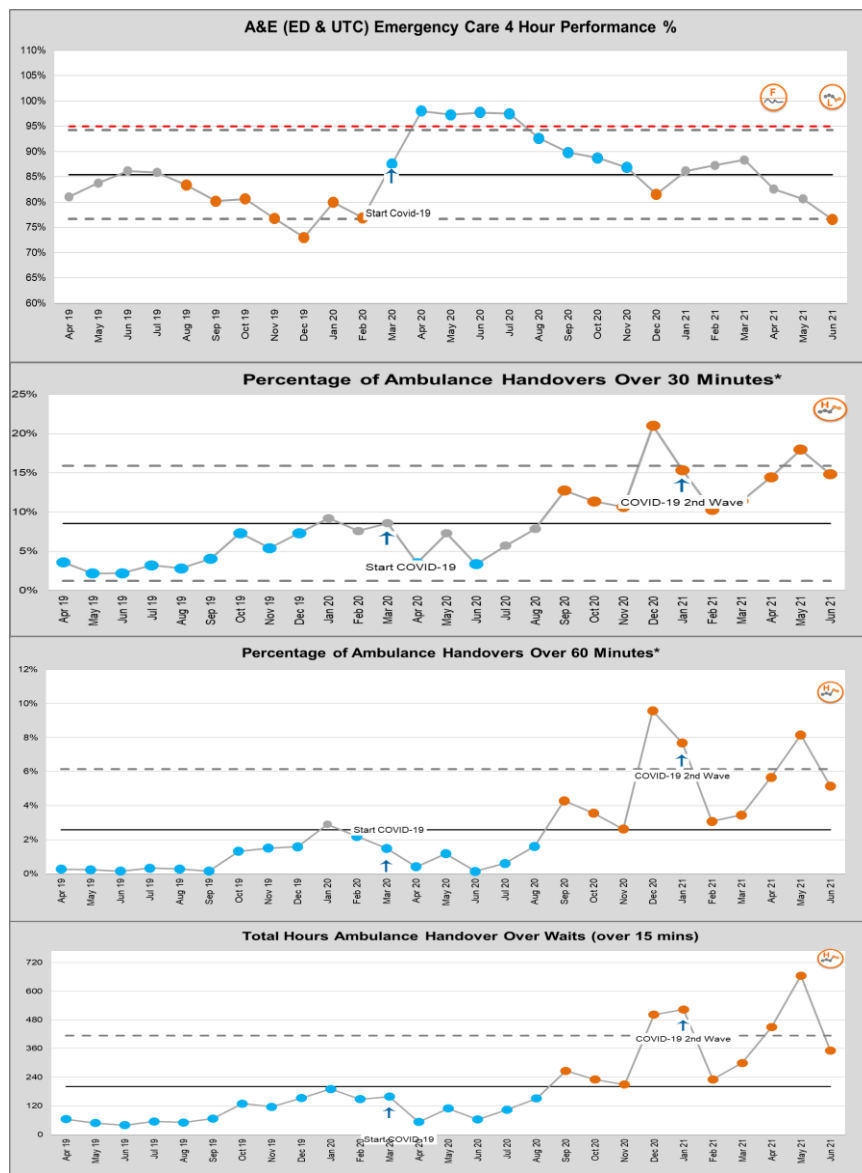 A&E (ED & UTC) Emergency Care 4 Hour Performance %
110%
105%
100%
95%
90%
85%
80%
75%
70%
65%
60%
F
L
Start Covid-19
Apr 19 May 19 Jun 19 Jul 19 Aug 19 Sep 19 Oct 19 Nov 19 Dec 19 Jan 20 Feb 20 Mar 20 Apr 20 May 20 Jun 20 Jul 20 Aug 20 Sep 20 Oct 20 Nov 20 Dec 20 Jan 21 Feb 21 Mar 21 Apr 21 May 21 Jun 21
Percentage of Ambulance Handovers Over 30 Minutes*
25%
20%
15%
10%
5%
0%
H
COVID-19 2nd Wave
Start COVID-19
Apr 19 May 19 Jun 19 Jul 19 Aug 19 Sep 19 Oct 19 Nov 19 Dec 19 Jan 20 Feb 20 Mar 20 Apr 20 May 20 Jun 20 Jul 20 Aug 20 Sep 20 Oct 20 Nov 20 Dec 20 Jan 21 Feb 21 Mar 21 Apr 21 May 21 Jun 21
Percentage of Ambulance Handovers Over 60 Minutes*
12%
10%
8%
6%
4%
2%
0%
H
COVID-19 2nd Wave
Start COVID-19
Apr 19 May 19 Jun 19 Jul 19 Aug 19 Sep 19 Oct 19 Nov 19 Dec 19 Jan 20 Feb 20 Mar 20 Apr 20 May 20 Jun 20 Jul 20 Aug 20 Sep 20 Oct 20 Nov 20 Dec 20 Jan 21 Feb 21 Mar 21 Apr 21 May 21 Jun 21
Total Hours Ambulance Handover Over Waits (over 15 mins)
720
600
480
360
240
120
0
H
COVID-19 2nd Wave
Start COVID-19
Apr 19 May 19 Jun 19 Jul 19 Aug 19 Sep 19 Oct 19 Nov 19 Dec 19 Jan 20 Feb 20 Mar 20 Apr 20 May 20 Jun 20 Jul 20 Aug 20 Sep 20 Oct 20 Nov 20 Dec 20 Jan 21 Feb 21 Mar 21 Apr 21 May 21 Jun 21